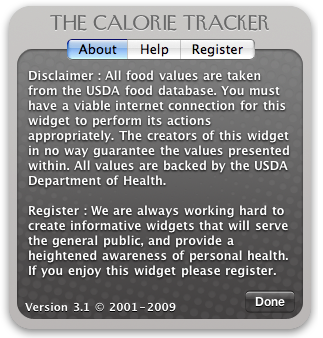 THE CALORIE TRACKER
About Help Register
Disclaimer : All food values are taken
from the USDA food database. You must
have a viable internet connection for this
widget to perform its actions
appropriately. The creators of this widget
in no way guarantee the values presented
within. All values are backed by the USDA
Department of Health.
Register : We are always working hard to
create informative widgets that will serve
the general public, and provide a
heightened awareness of personal health.
If you enjoy this widget please register.
Version 3.1 © 2001-2009 Done